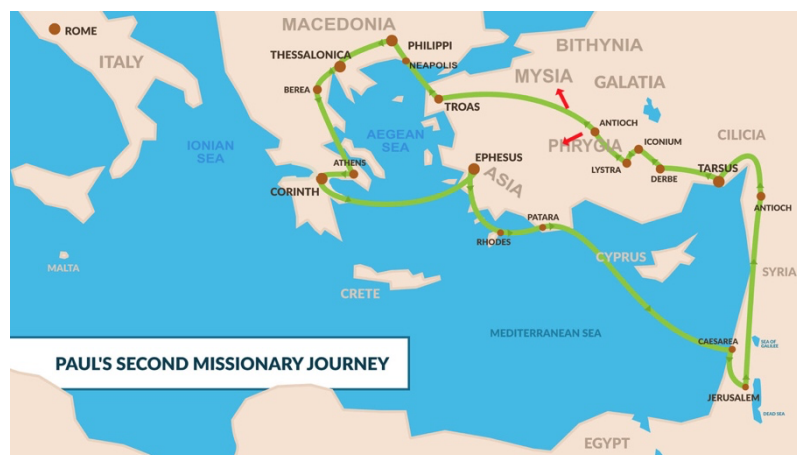 MACEDONIA
ROME
ITALY
THESSALONICA
PHILIPPI
BITHYNIA
NEAPOLIS
MYSIA
GALATIA
BEREA
TROAS
ANTIOCH
IONIAN
SEA
AEGEAN
SEA
PHRYGIA
ICONIUM
CILICIA
ATHENS
EPHESUS
LYSTRA
DERBE
TARSUS
CORINTH
ASIA
ANTIOCH
PATARA
RHODES
MALTA
CRETE
CYPRUS
SYRIA
MEDITERRANEAN SEA
CAESAREA
SEA OF
GALILEE
PAUL'S SECOND MISSIONARY JOURNEY
JERUSALEM
DEAD SEA
EGYPT